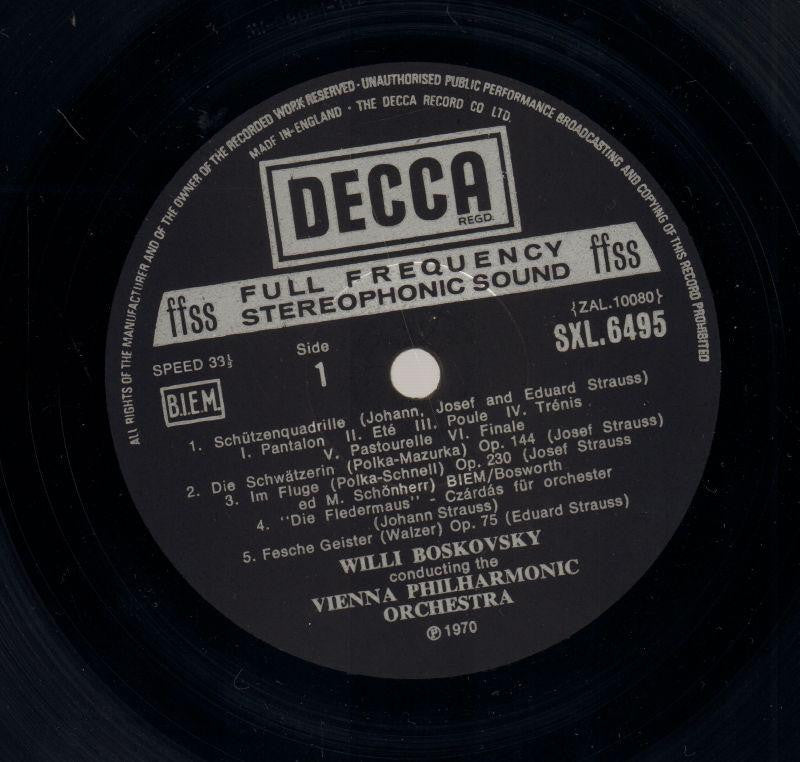 ALL RIGHTS OF THE MANUFACTURER AND OF THE OWNER OF THE RECORDED WORK RESERVED · UNAUTHORISED PUBLIC PERFORMANCE BROADCASTING AND COPYING OF THIS RECORD PROHIBITED
MADE IN ENGLAND · THE DECCA RECORD CO LTD.
DECCA
REGD.
ffss FULL FREQUENCY ffss
STEREOPHONIC SOUND
{ZAL.10080}
SXL.6495
SPEED 33⅓
Side
1
B.I.E.M.
1. Schützenquadrille (Johann, Josef and Eduard Strauss)
I. Pantalon II. Eté III. Poule IV. Trénis
V. Pastourelle VI. Finale
2. Die Schwätzerin (Polka-Mazurka) Op. 144 (Josef Strauss)
3. Im Fluge (Polka-Schnell) Op. 230 (Josef Strauss
ed M. Schönherr) BIEM/Bosworth
4. "Die Fledermaus" - Czárdás für orchester
(Johann Strauss)
5. Fesche Geister (Walzer) Op. 75 (Eduard Strauss)
WILLI BOSKOVSKY
conducting the
VIENNA PHILHARMONIC
ORCHESTRA
℗ 1970